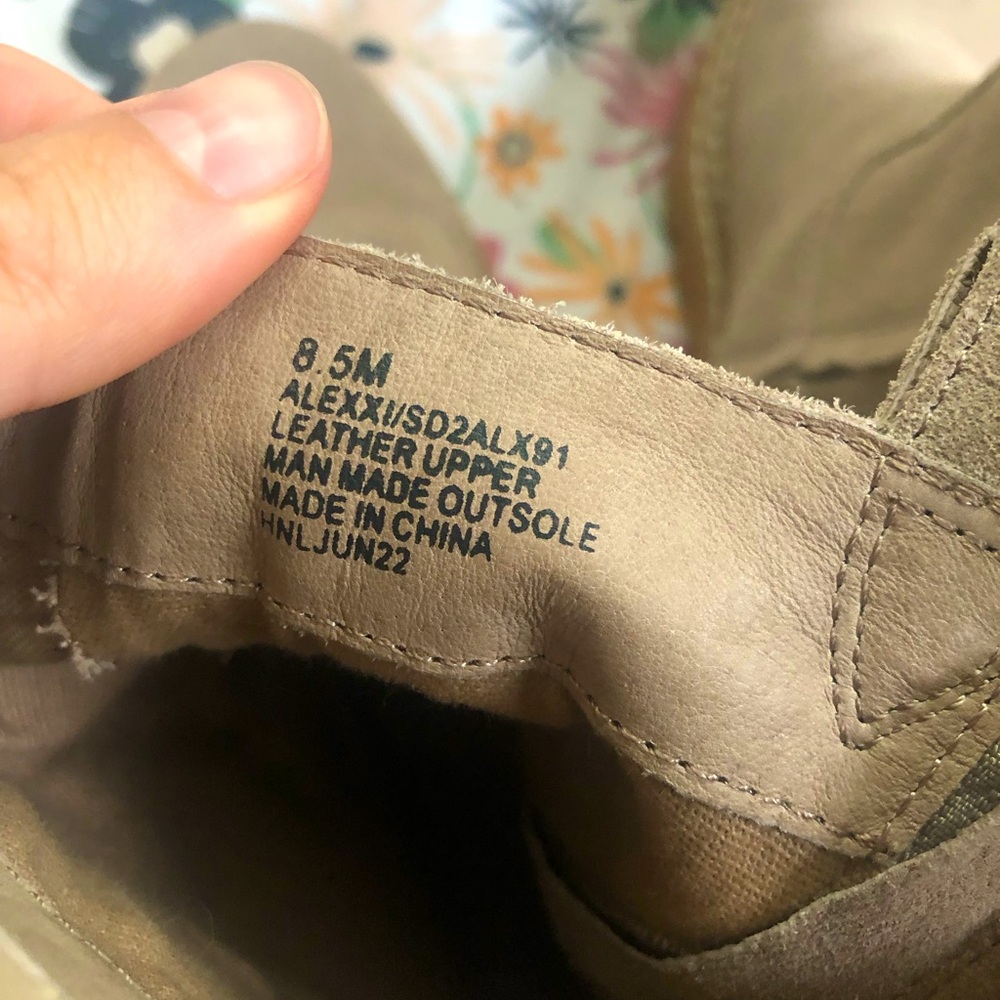 8.5M
ALEXXI/SD2ALX91
LEATHER UPPER
MAN MADE OUTSOLE
MADE IN CHINA
HNLJUN22